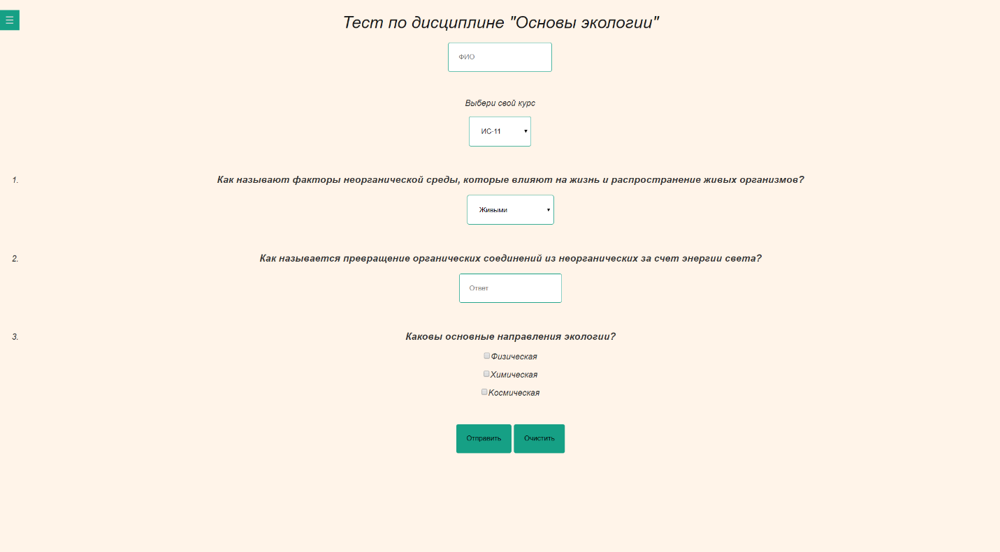 Тест по дисциплине "Основы экологии"
ФИО
Выбери свой курс
ИС-11
1. Как называют факторы неорганической среды, которые влияют на жизнь и распространение живых организмов?
Живыми
2. Как называется превращение органических соединений из неорганических за счет энергии света?
Ответ
3. Каковы основные направления экологии?
Физическая
Химическая
Космическая
Отправить Очистить